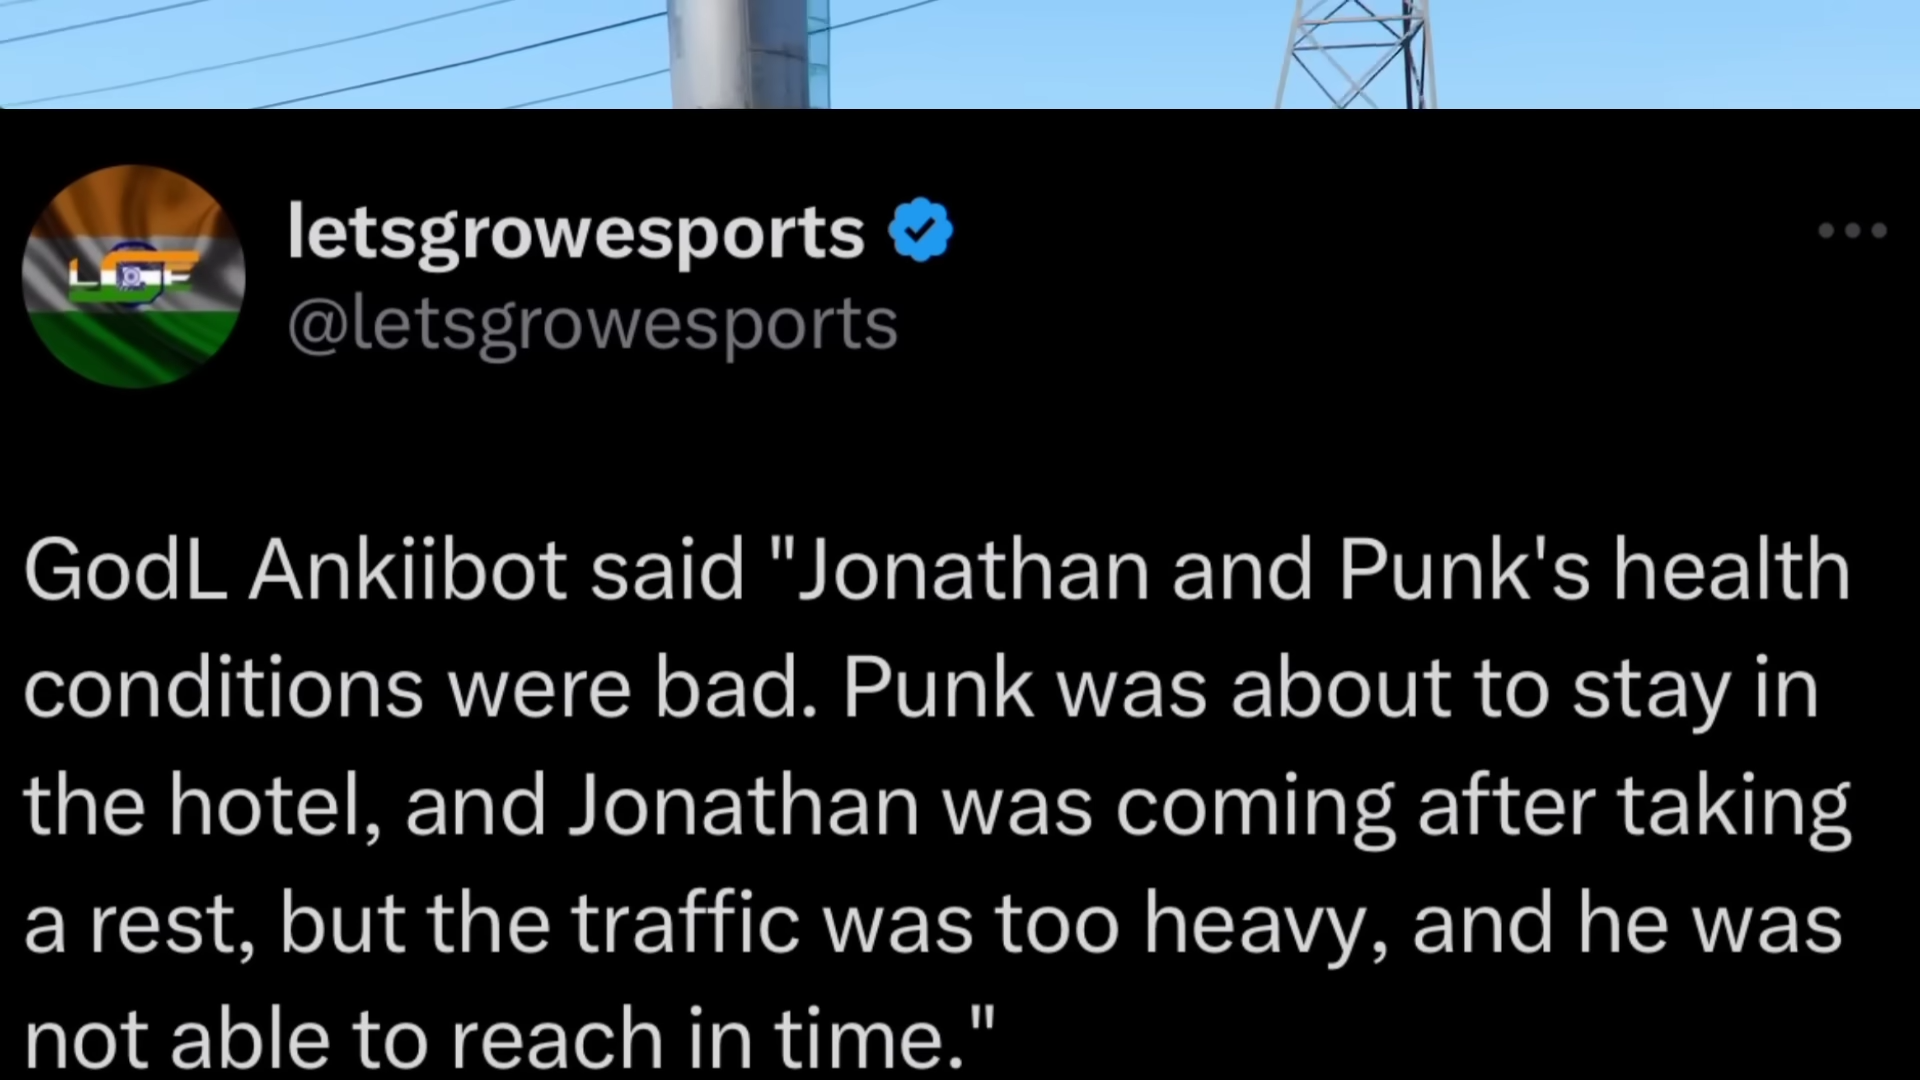 letsgrowesports
@letsgrowesports
GodL Ankiibot said "Jonathan and Punk's health
conditions were bad. Punk was about to stay in
the hotel, and Jonathan was coming after taking
a rest, but the traffic was too heavy, and he was
not able to reach in time."